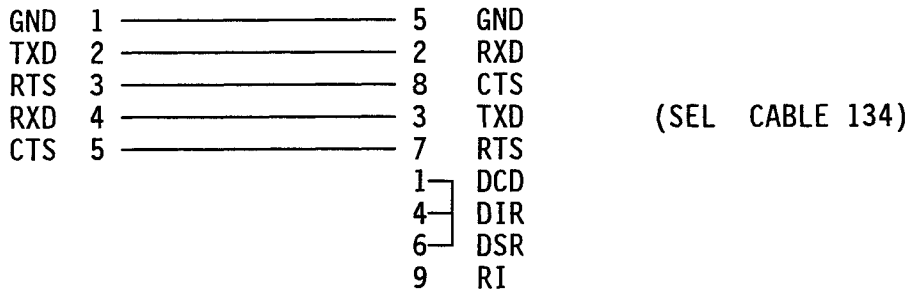 GND 1 5 GND
TXD 2 2 RXD
RTS 3 8 CTS
RXD 4 3 TXD (SEL CABLE 134)
CTS 5 7 RTS
1 DCD
4 DIR
6 DSR
9 RI